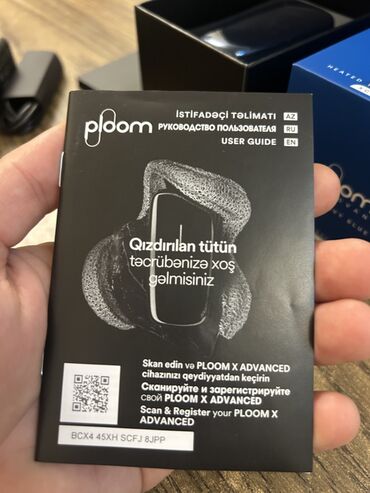 ploom
İSTİFADƏÇİ TƏLİMATI AZ
РУКОВОДСТВО ПОЛЬЗОВАТЕЛЯ RU
USER GUIDE EN
HEATED
ploom
Qızdırılan tütün
təcrübənizə xoş
gəlmisiniz
Skan edin və PLOOM X ADVANCED
cihazınızı qeydiyyatdan keçirin
Сканируйте и зарегистрируйте
СВОЙ PLOOM X ADVANCED
Scan & Register your PLOOM X
ADVANCED
BCX4 45XH SCFJ 8JPP